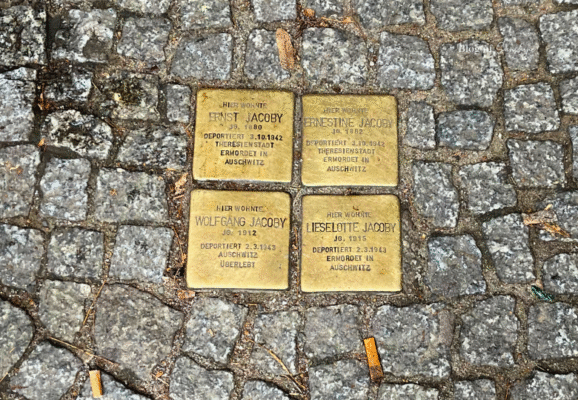 HIER WOHNTE
ERNST JACOBY
JG. 1880
DEPORTIERT 3.10.1942
THERESIENSTADT
ERMORDET IN
AUSCHWITZ
HIER WOHNTE
ERNESTINE JACOBY
JG. 1882
DEPORTIERT 3.10.1942
THERESIENSTADT
ERMORDET IN
AUSCHWITZ
HIER WOHNTE
WOLFGANG JACOBY
JG. 1912
DEPORTIERT 2.3.1943
AUSCHWITZ
ÜBERLEBT
HIER WOHNTE
LIESELOTTE JACOBY
JG. 1915
DEPORTIERT 2.3.1943
ERMORDET IN
AUSCHWITZ